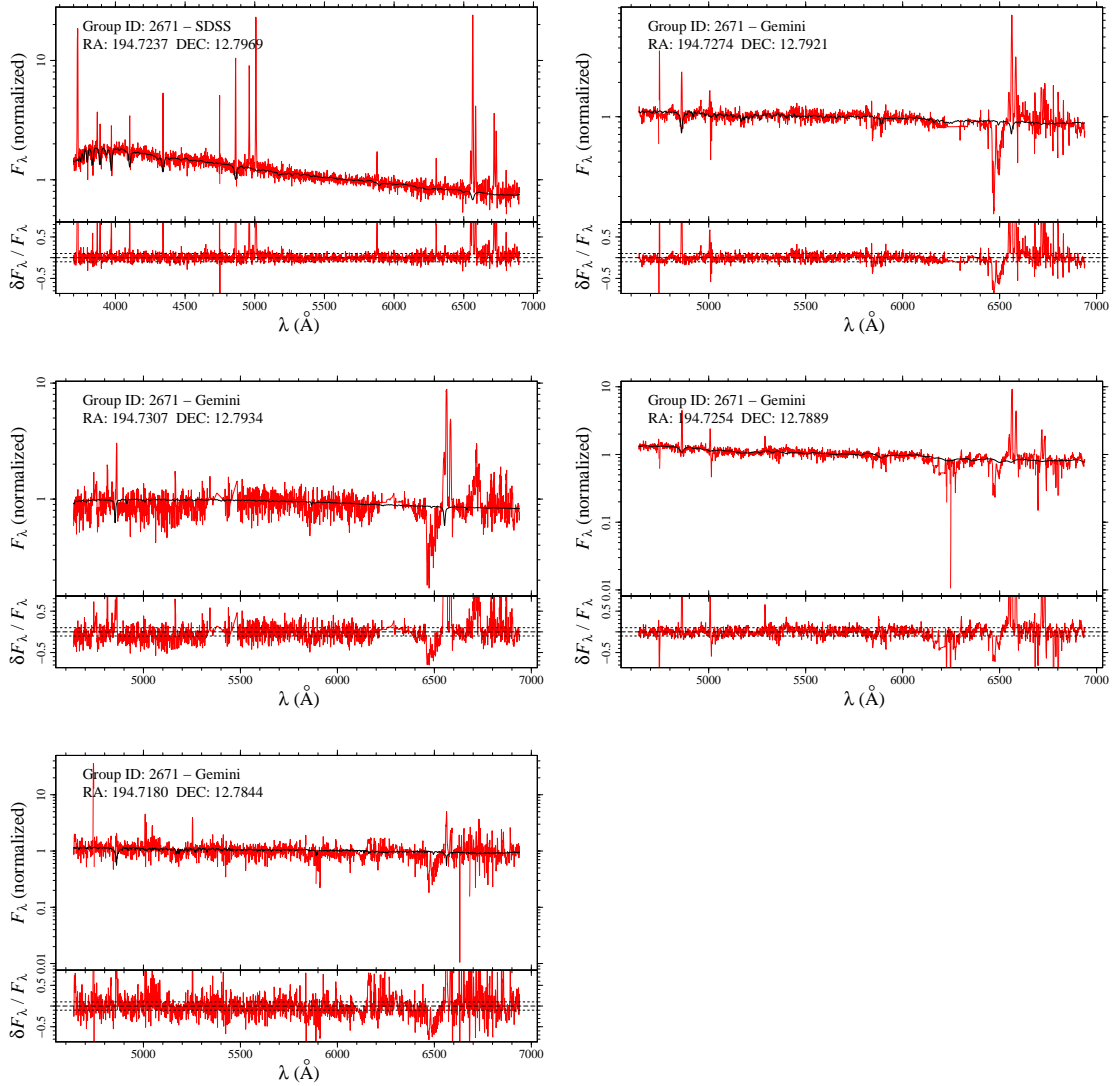 Group ID: 2671 – SDSS
RA: 194.7237 DEC: 12.7969
F_λ (normalized)
10
1
δF_λ / F_λ
0.5
-0.5
4000 4500 5000 5500 6000 6500 7000
λ (Å)
Group ID: 2671 – Gemini
RA: 194.7274 DEC: 12.7921
F_λ (normalized)
1
δF_λ / F_λ
0.5
-0.5
5000 5500 6000 6500 7000
λ (Å)
Group ID: 2671 – Gemini
RA: 194.7307 DEC: 12.7934
F_λ (normalized)
10
1
δF_λ / F_λ
0.5
-0.5
5000 5500 6000 6500 7000
λ (Å)
Group ID: 2671 – Gemini
RA: 194.7254 DEC: 12.7889
F_λ (normalized)
10
1
0.1
0.01
δF_λ / F_λ
0.5
-0.5
5000 5500 6000 6500 7000
λ (Å)
Group ID: 2671 – Gemini
RA: 194.7180 DEC: 12.7844
F_λ (normalized)
10
1
0.1
0.01
δF_λ / F_λ
0.5
-0.5
5000 5500 6000 6500 7000
λ (Å)